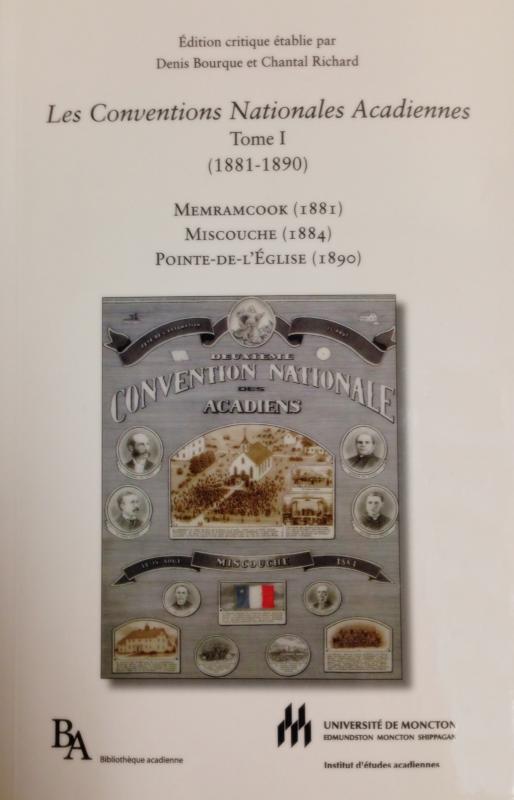 Édition critique établie par
Denis Bourque et Chantal Richard
Les Conventions Nationales Acadiennes
Tome I
(1881-1890)
Memramcook (1881)
Miscouche (1884)
Pointe-de-l'Église (1890)
DEUXIÈME
CONVENTION NATIONALE
DES
ACADIENS
MISCOUCHE
BA
Bibliothèque acadienne
UNIVERSITÉ DE MONCTON
EDMUNDSTON MONCTON SHIPPAGAN
Institut d'études acadiennes